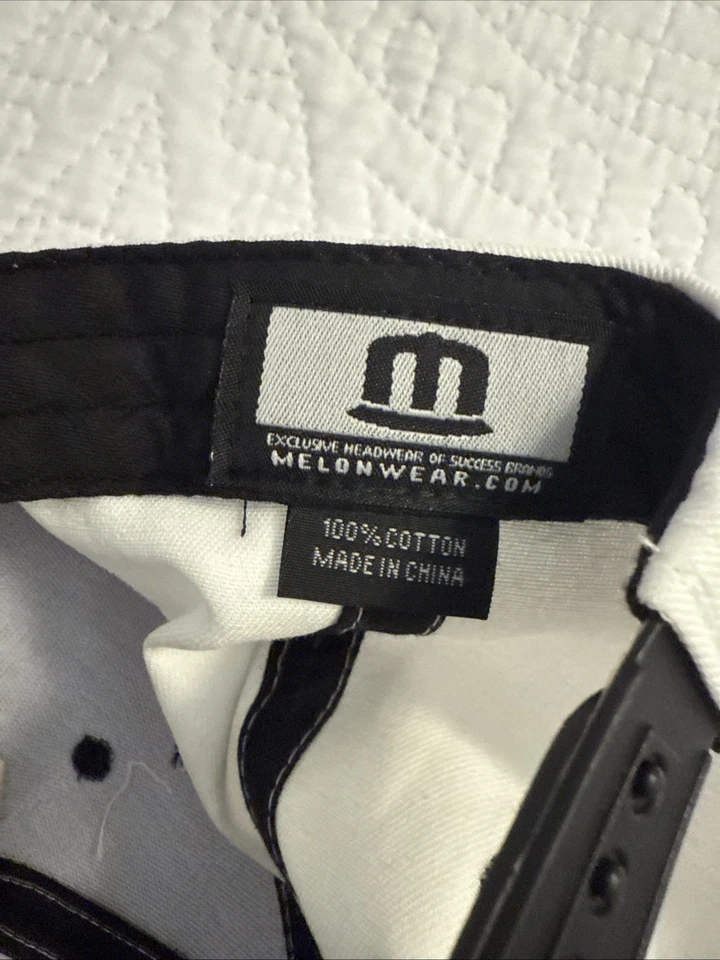 m
EXCLUSIVE HEADWEAR OF SUCCESS BRANDS
MELONWEAR.COM
100% COTTON
MADE IN CHINA